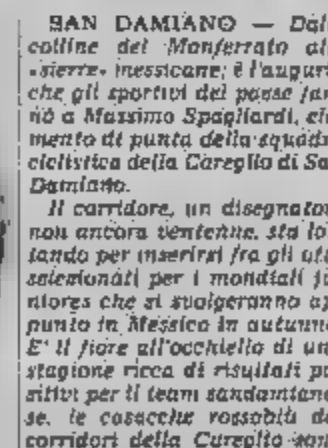 SAN DAMIANO — Dal
colline del Monferrato al
«sierre» messicane; è l'auguri
che gli sportivi del paese fan
no a Massimo Spagliardi, el
mento di punta della squadr
ciclistica della Careglio di Sa
Damiano.
Il corridore, un disegnator
non ancora ventenne, sta lo
tando per inserirsi fra gli
selezionati per i mondiali ju
niores che si svolgeranno ap
punto in Messico in autunno
E' il fiore all'occhiello di un
stagione ricca di risultati po
sitivi per il team sandamiane
se, le casacche rossoblù de
corridori della Careglio